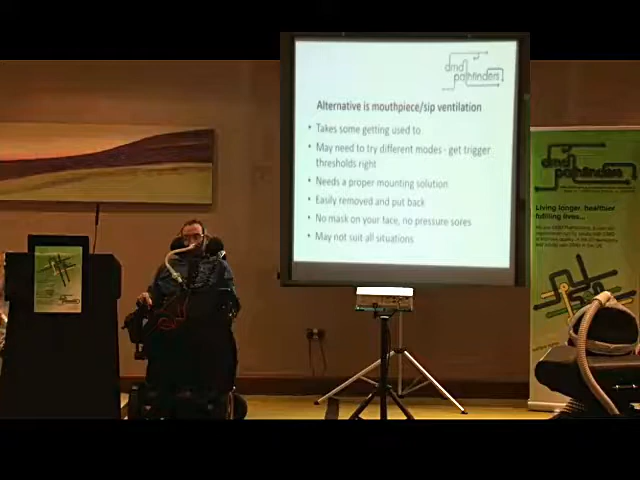 dmd
pathfinders
Alternative is mouthpiece/sip ventilation
• Takes some getting used to
• May need to try different modes - get trigger
thresholds right
• Needs a proper mounting solution
• Easily removed and put back
• No mask on your face, no pressure sores
• May not suit all situations
dmd
pathfinders
Living longer, healthier
fulfilling lives...